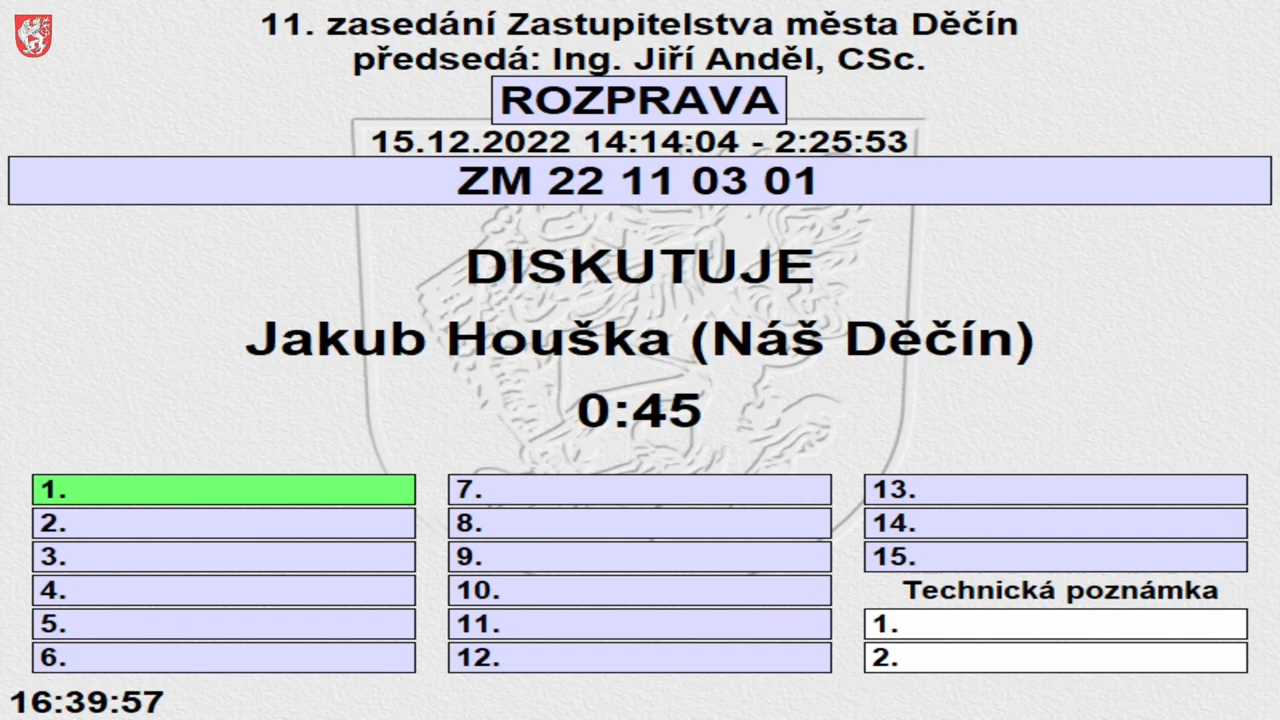 11. zasedání Zastupitelstva města Děčín
předsedá: Ing. Jiří Anděl, CSc.
ROZPRAVA
15.12.2022 14:14:04 - 2:25:53
ZM 22 11 03 01
DISKUTUJE
Jakub Houška (Náš Děčín)
0:45
1.
2.
3.
4.
5.
6.
7.
8.
9.
10.
11.
12.
13.
14.
15.
Technická poznámka
1.
2.
16:39:57